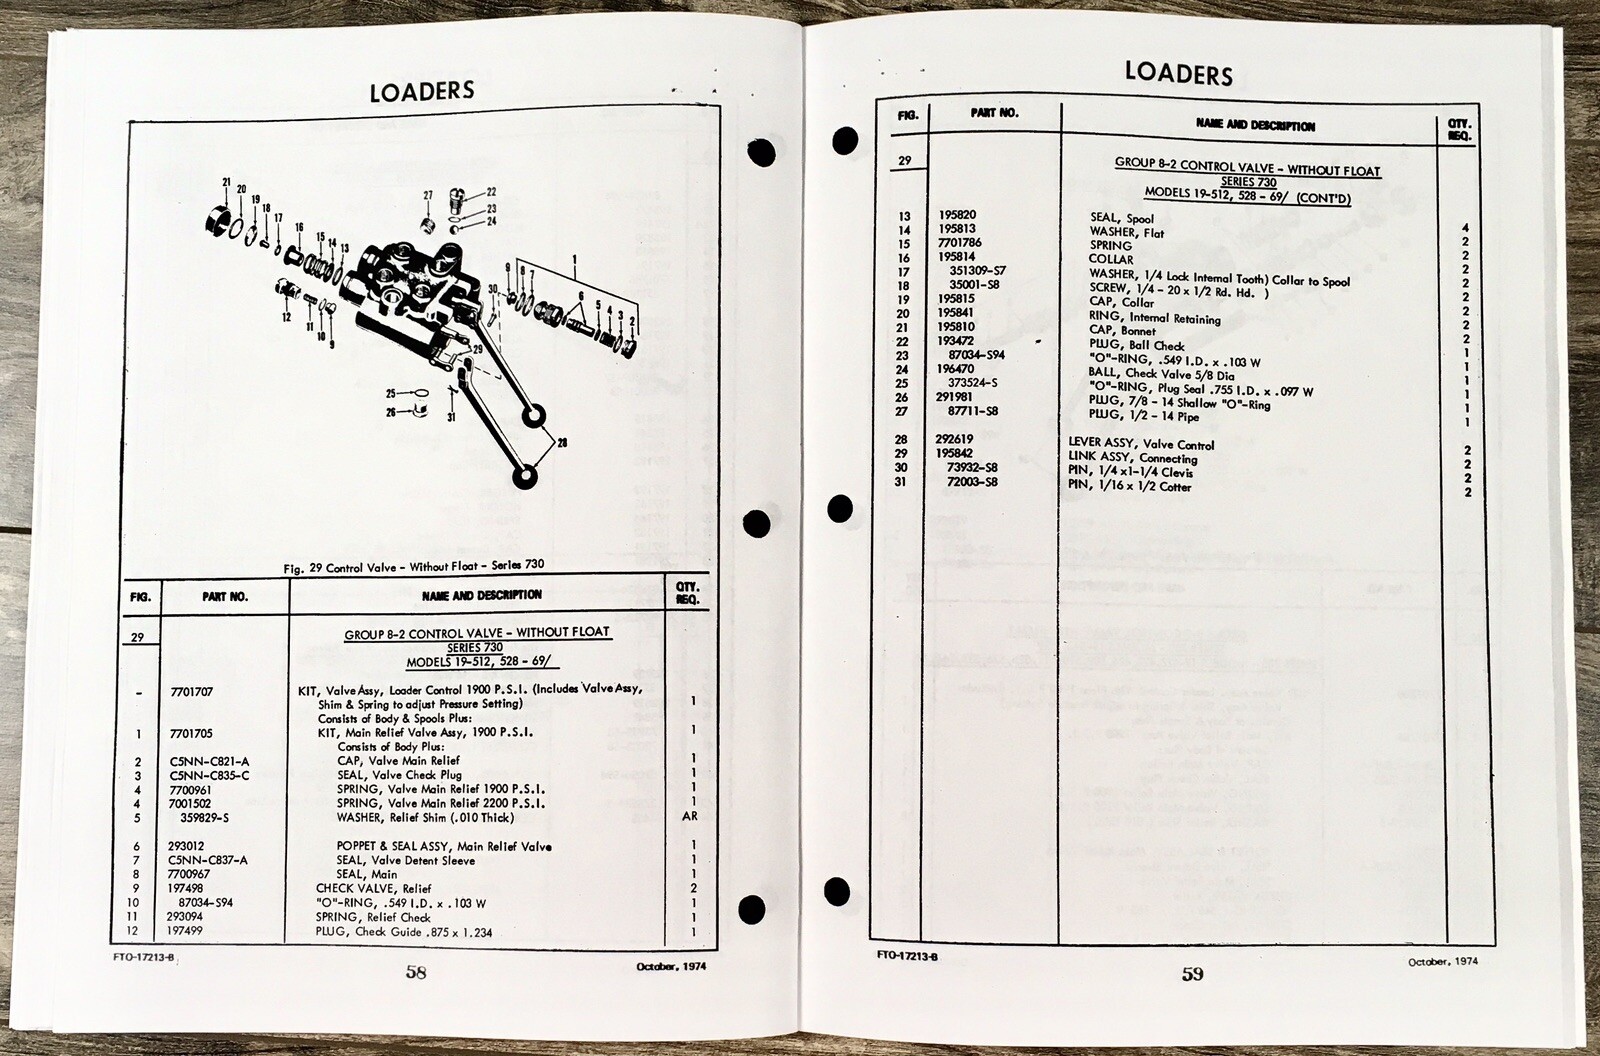 LOADERS
21
20
19
18
17
16
15
14
13
27
22
23
24
1
9
8
7
30
6
5
4
3
2
12
11
10
9
29
25
26
31
28
Fig. 29 Control Valve - Without Float - Series 730
FIG. PART NO. NAME AND DESCRIPTION QTY. REQ.
29 GROUP 8-2 CONTROL VALVE - WITHOUT FLOAT
SERIES 730
MODELS 19-512, 528 - 69/
- 7701707 KIT, Valve Assy, Loader Control 1900 P.S.I. (Includes Valve Assy,
Shim & Spring to adjust Pressure Setting) 1
Consists of Body & Spools Plus:
1 7701705 KIT, Main Relief Valve Assy, 1900 P.S.I. 1
Consists of Body Plus:
2 C5NN-C821-A CAP, Valve Main Relief 1
3 C5NN-C835-C SEAL, Valve Check Plug 1
4 7700961 SPRING, Valve Main Relief 1900 P.S.I. 1
4 7001502 SPRING, Valve Main Relief 2200 P.S.I. 1
5 359829-S WASHER, Relief Shim (.010 Thick) AR
6 293012 POPPET & SEAL ASSY, Main Relief Valve 1
7 C5NN-C837-A SEAL, Valve Detent Sleeve 1
8 7700967 SEAL, Main 1
9 197498 CHECK VALVE, Relief 2
10 87034-S94 "O"-RING, .549 I.D. x .103 W 1
11 293094 SPRING, Relief Check 1
12 197499 PLUG, Check Guide .875 x 1.234 1
FTO-17213-B
58
October, 1974
LOADERS
FIG. PART NO. NAME AND DESCRIPTION QTY. REQ.
29 GROUP 8-2 CONTROL VALVE - WITHOUT FLOAT
SERIES 730
MODELS 19-512, 528 - 69/ (CONT'D)
13 195820 SEAL, Spool 4
14 195813 WASHER, Flat 2
15 7701786 SPRING 2
16 195814 COLLAR 2
17 351309-S7 WASHER, 1/4 Lock Internal Tooth) Collar to Spool 2
18 35001-S8 SCREW, 1/4 - 20 x 1/2 Rd. Hd. ) 2
19 195815 CAP, Collar 2
20 195841 RING, Internal Retaining 2
21 195810 CAP, Bonnet 2
22 193472 PLUG, Ball Check 1
23 87034-S94 "O"-RING, .549 I.D. x .103 W 1
24 196470 BALL, Check Valve 5/8 Dia 1
25 373524-S "O"-RING, Plug Seal .755 I.D. x .097 W 1
26 291981 PLUG, 7/8 - 14 Shallow "O"-Ring 1
27 87711-S8 PLUG, 1/2 - 14 Pipe 1
28 292619 LEVER ASSY, Valve Control 2
29 195842 LINK ASSY, Connecting 2
30 73932-S8 PIN, 1/4 x1-1/4 Clevis 2
31 72003-S8 PIN, 1/16 x 1/2 Cotter 2
FTO-17213-B
59
October, 1974